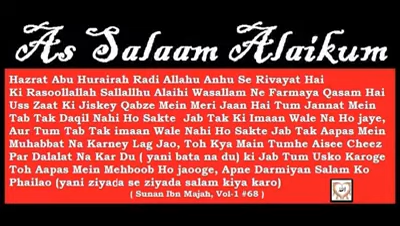 As Salaam Alaikum
Hazrat Abu Hurairah Radi Allahu Anhu Se Rivayat Hai
Ki Rasoollallah Sallallhu Alaihi Wasallam Ne Farmaya Qasam Hai
Uss Zaat Ki Jiskey Qabze Mein Meri Jaan Hai Tum Jannat Mein
Tab Tak Daqil Nahi Ho Sakte Jab Tak Ki Imaan Wale Na Ho jaye,
Aur Tum Tab Tak imaan Wale Nahi Ho Sakte Jab Tak Aapas Mein
Muhabbat Na Karney Lag Jao, Toh Kya Main Tumhe Aisee Cheez
Par Dalalat Na Kar Du ( yani bata na du) ki Jab Tum Usko Karoge
Toh Aapas Mein Mehboob Ho jaooge, Apne Darmiyan Salam Ko
Phailao (yani ziyada se ziyada salam kiya karo)
( Sunan Ibn Majah, Vol-1 #68 )